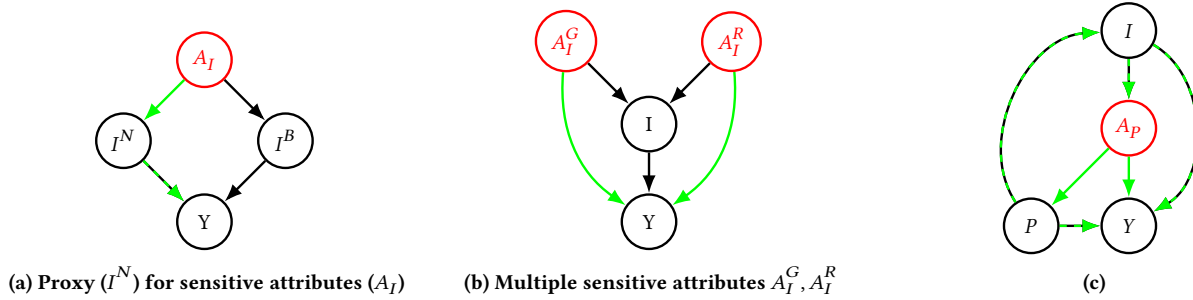 A_I
I^N
I^B
Y
(a) Proxy (I^N) for sensitive attributes (A_I)
A_I^G
A_I^R
I
Y
(b) Multiple sensitive attributes A_I^G, A_I^R
I
A_P
P
Y
(c)